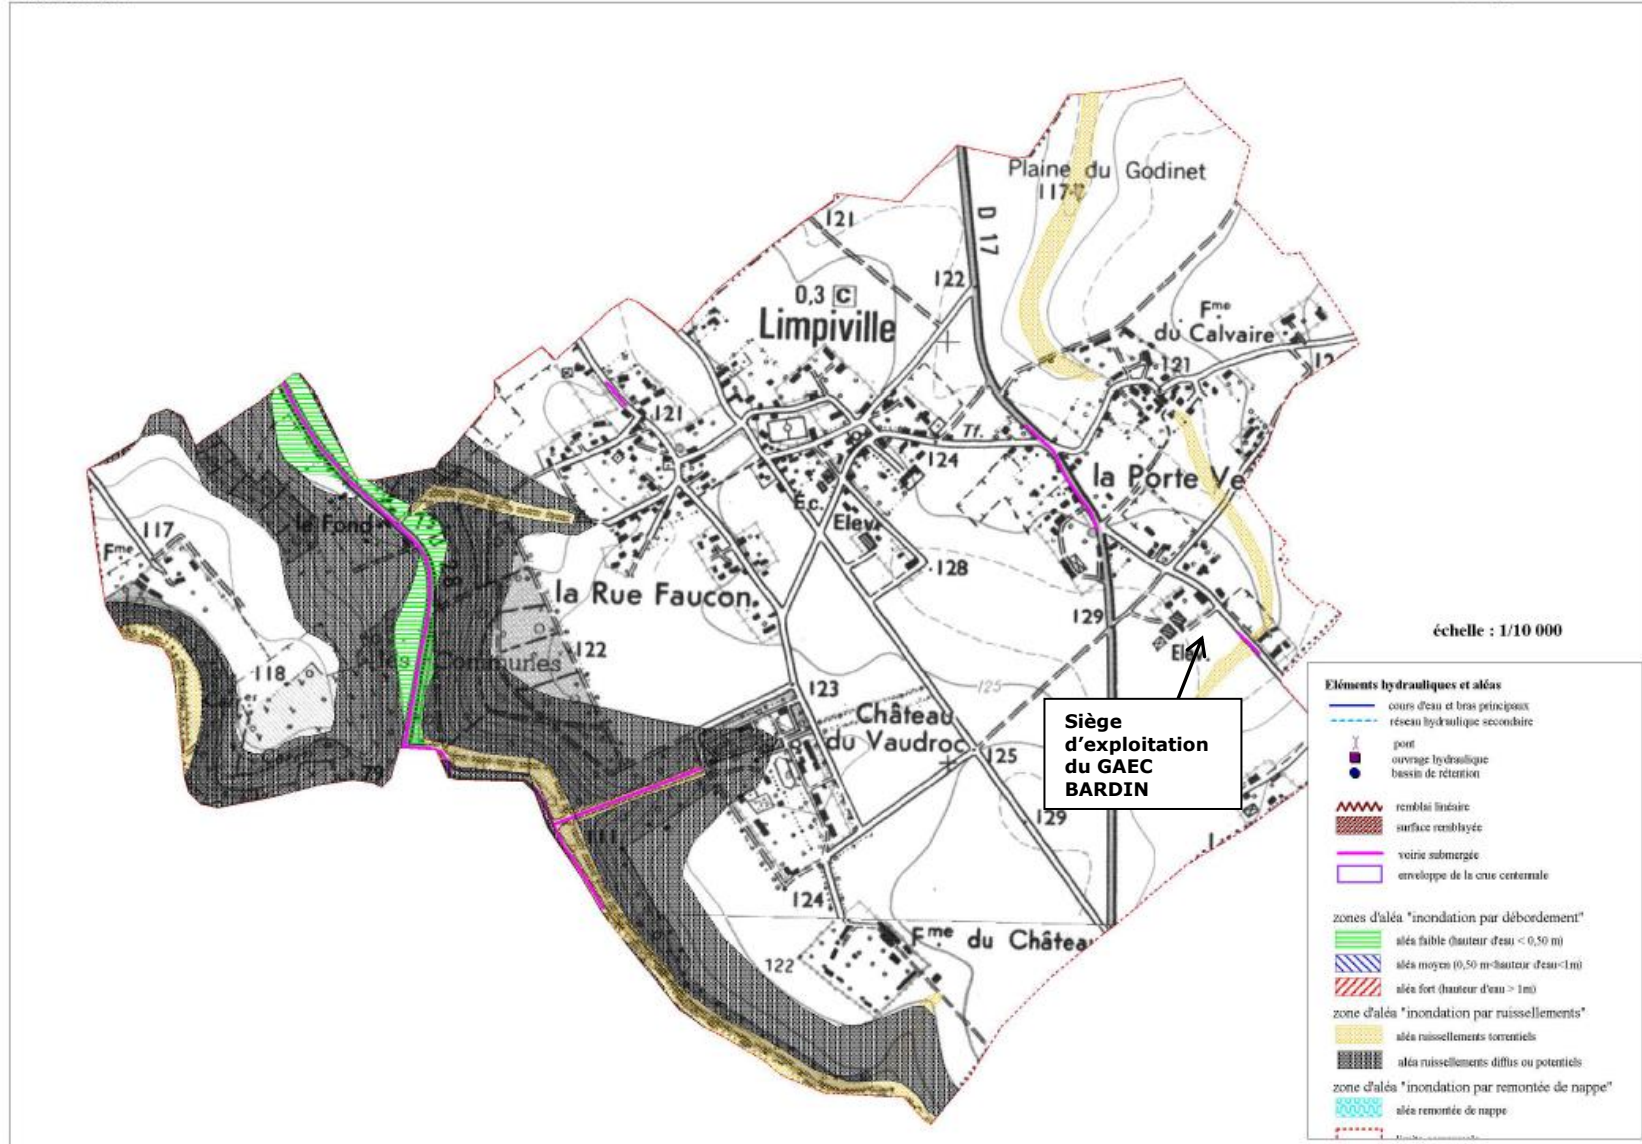 Plaine du Godinet
117
121
D 17
122
0,3 C
Limpiville
Fme
du Calvaire
121
12
121
Tf.
124
la Porte Ve
117
le Fond
Fme
Ec.
Elev.
128
la Rue Faucon
129
122
118
Communes
Elev.
échelle : 1/10 000
123
125
Château
du Vaudroc
125
79
Siège
d'exploitation
du GAEC
BARDIN
129
111
124
Fme du Château
122
Eléments hydrauliques et aléas
cours d'eau et bras principaux
réseau hydraulique secondaire
pont
ouvrage hydraulique
bassin de rétention
remblai linéaire
surface remblayée
voirie submergée
enveloppe de la crue centennale
zones d'aléa "inondation par débordement"
aléa faible (hauteur d'eau < 0,50 m)
aléa moyen (0,50 m<hauteur d'eau<1m)
aléa fort (hauteur d'eau > 1m)
zone d'aléa "inondation par ruissellements"
aléa ruissellements torrentiels
aléa ruissellements diffus ou potentiels
zone d'aléa "inondation par remontée de nappe"
aléa remontée de nappe